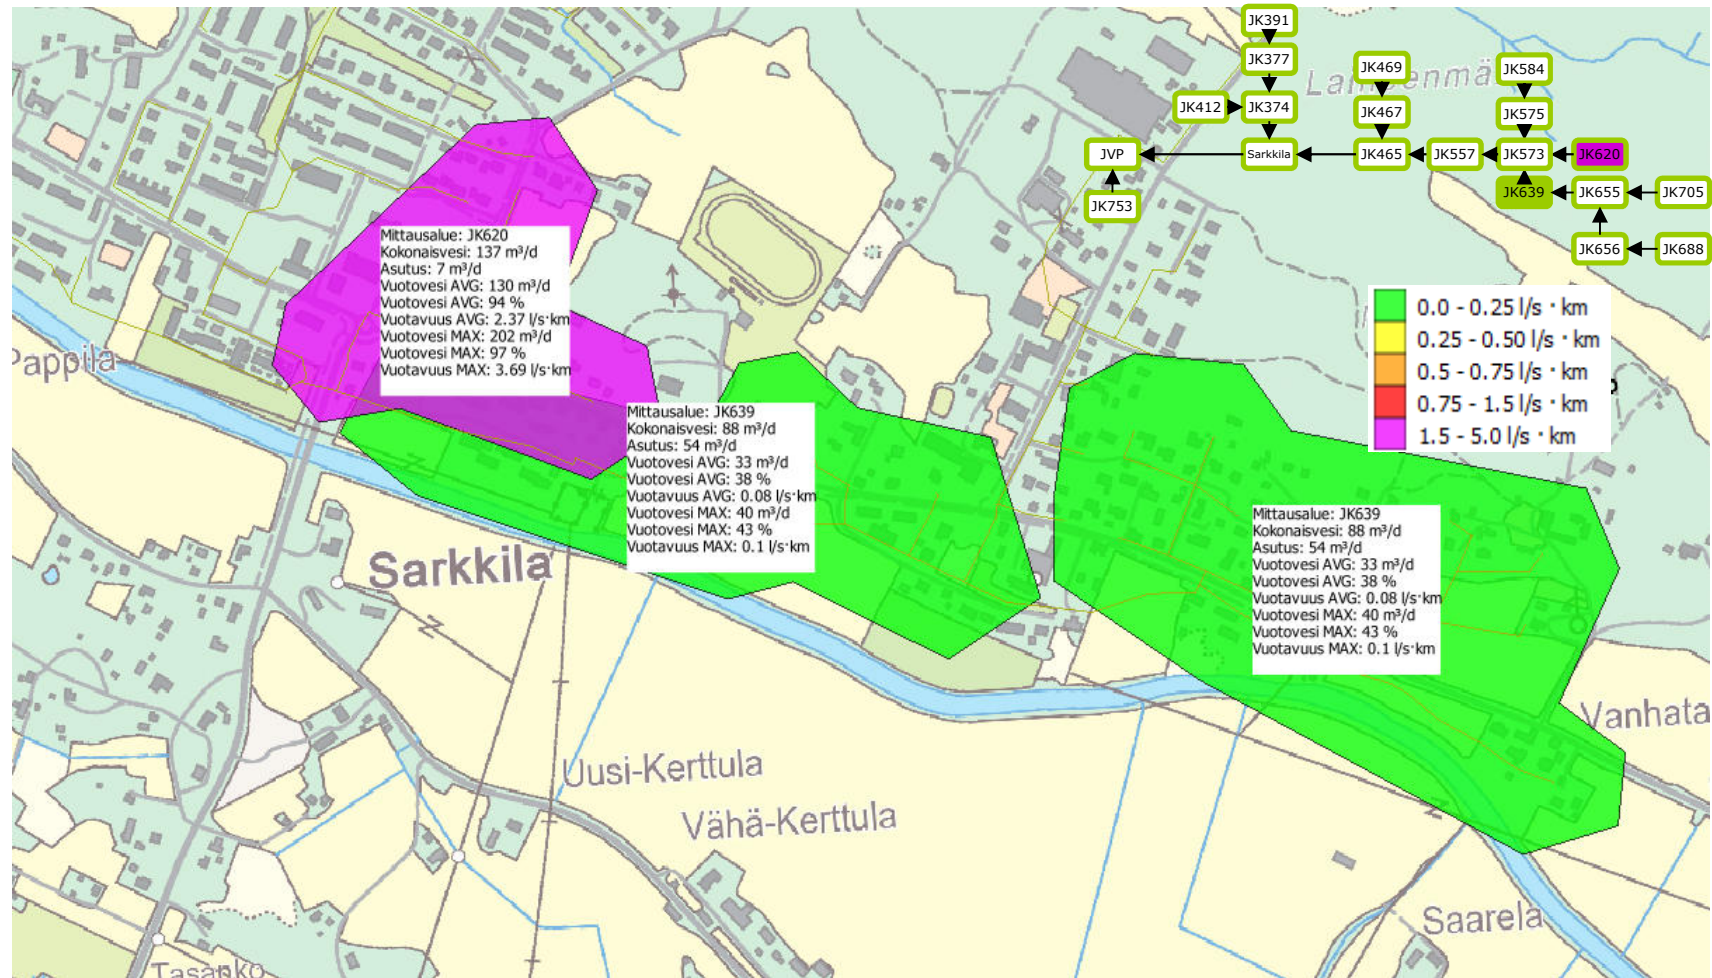 JK391
JK377
JK469
JK584
JK412
JK374
JK467
JK575
JVP
Sarkkila
JK465
JK557
JK573
JK620
JK753
JK639
JK655
JK705
JK656
JK688
Mittausalue: JK620
Kokonaisvesi: 137 m³/d
Asutus: 7 m³/d
Vuotovesi AVG: 130 m³/d
Vuotovesi AVG: 94 %
Vuotavuus AVG: 2.37 l/s·km
Vuotovesi MAX: 202 m³/d
Vuotovesi MAX: 97 %
Vuotavuus MAX: 3.69 l/s·km
0.0 - 0.25 l/s · km
0.25 - 0.50 l/s · km
0.5 - 0.75 l/s · km
0.75 - 1.5 l/s · km
1.5 - 5.0 l/s · km
Pappila
Mittausalue: JK639
Kokonaisvesi: 88 m³/d
Asutus: 54 m³/d
Vuotovesi AVG: 33 m³/d
Vuotovesi AVG: 38 %
Vuotavuus AVG: 0.08 l/s·km
Vuotovesi MAX: 40 m³/d
Vuotovesi MAX: 43 %
Vuotavuus MAX: 0.1 l/s·km
Mittausalue: JK639
Kokonaisvesi: 88 m³/d
Asutus: 54 m³/d
Vuotovesi AVG: 33 m³/d
Vuotovesi AVG: 38 %
Vuotavuus AVG: 0.08 l/s·km
Vuotovesi MAX: 40 m³/d
Vuotovesi MAX: 43 %
Vuotavuus MAX: 0.1 l/s·km
Sarkkila
Vanhata
Uusi-Kerttula
Vähä-Kerttula
Saarela
Tasanko